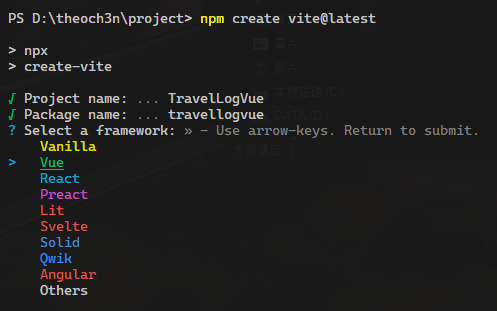 PS D:\theoch3n\project> npm create vite@latest
> npx
> create-vite
√ Project name: ... TravelLogVue
√ Package name: ... travellogvue
? Select a framework: » - Use arrow-keys. Return to submit.
Vanilla
> Vue
React
Preact
Lit
Svelte
Solid
Qwik
Angular
Others